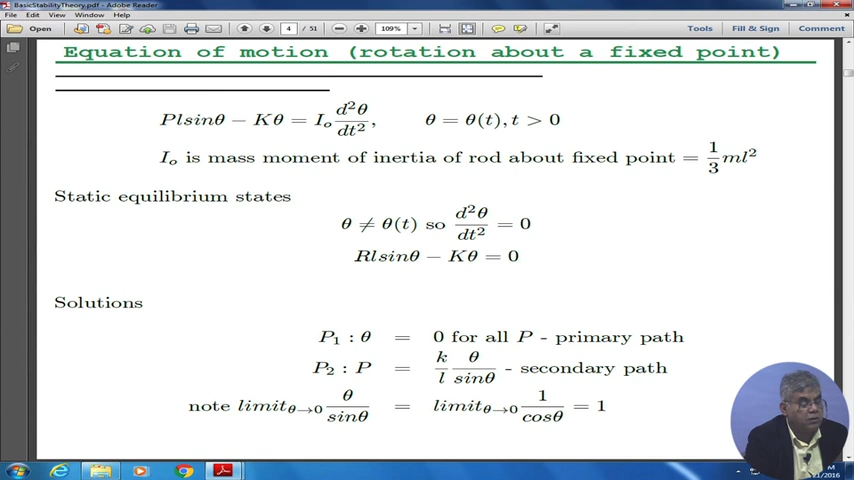 BasicStabilityTheory.pdf - Adobe Reader
File Edit View Window Help
Open 4 / 51 109% Tools Fill & Sign Comment
Equation of motion (rotation about a fixed point)
Plsinθ − Kθ = I_o d²θ/dt², θ = θ(t), t > 0
I_o is mass moment of inertia of rod about fixed point = 1/3 ml²
Static equilibrium states
θ ≠ θ(t) so d²θ/dt² = 0
Rlsinθ − Kθ = 0
Solutions
P₁ : θ = 0 for all P - primary path
P₂ : P = k/l θ/sinθ - secondary path
note limit_θ→0 θ/sinθ = limit_θ→0 1/cosθ = 1